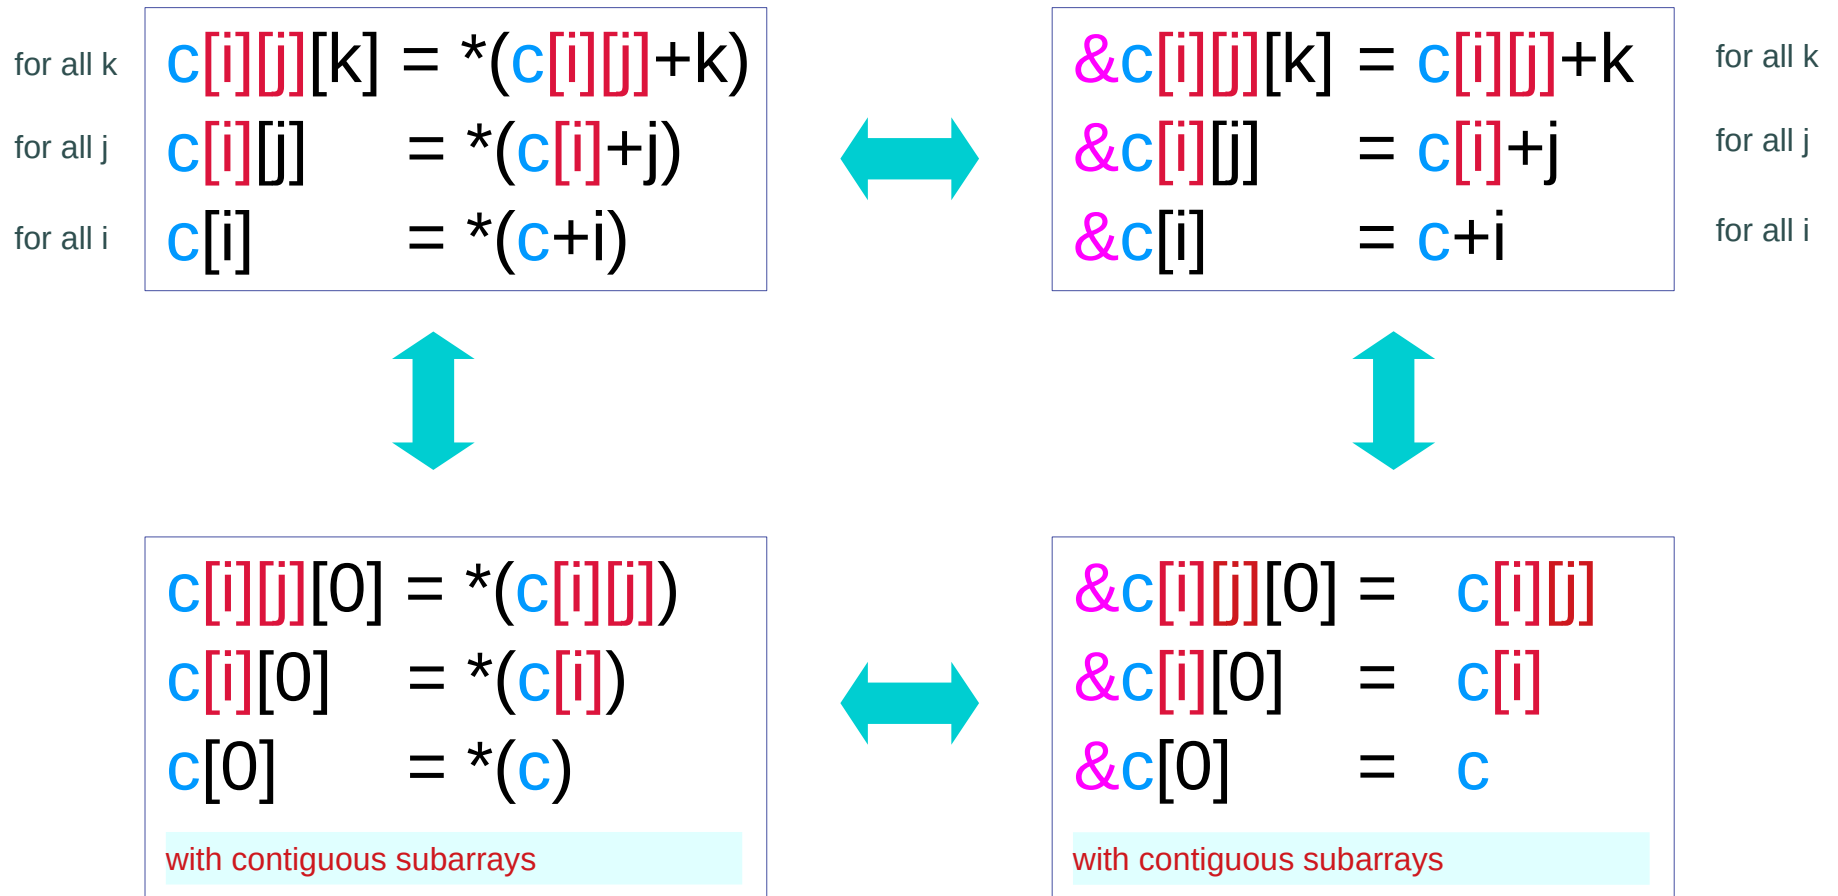 for all k
c[i][j][k] = *(c[i][j]+k)
for all j
c[i][j] = *(c[i]+j)
for all i
c[i] = *(c+i)
&c[i][j][k] = c[i][j]+k
for all k
&c[i][j] = c[i]+j
for all j
&c[i] = c+i
for all i
c[i][j][0] = *(c[i][j])
c[i][0] = *(c[i])
c[0] = *(c)
with contiguous subarrays
&c[i][j][0] = c[i][j]
&c[i][0] = c[i]
&c[0] = c
with contiguous subarrays